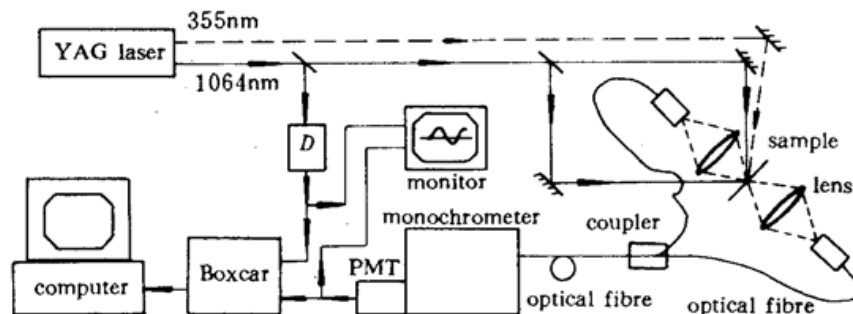 355nm
YAG laser
1064nm
D
sample
monitor
lens
monochrometer
coupler
Boxcar
PMT
computer
optical fibre
optical fibre